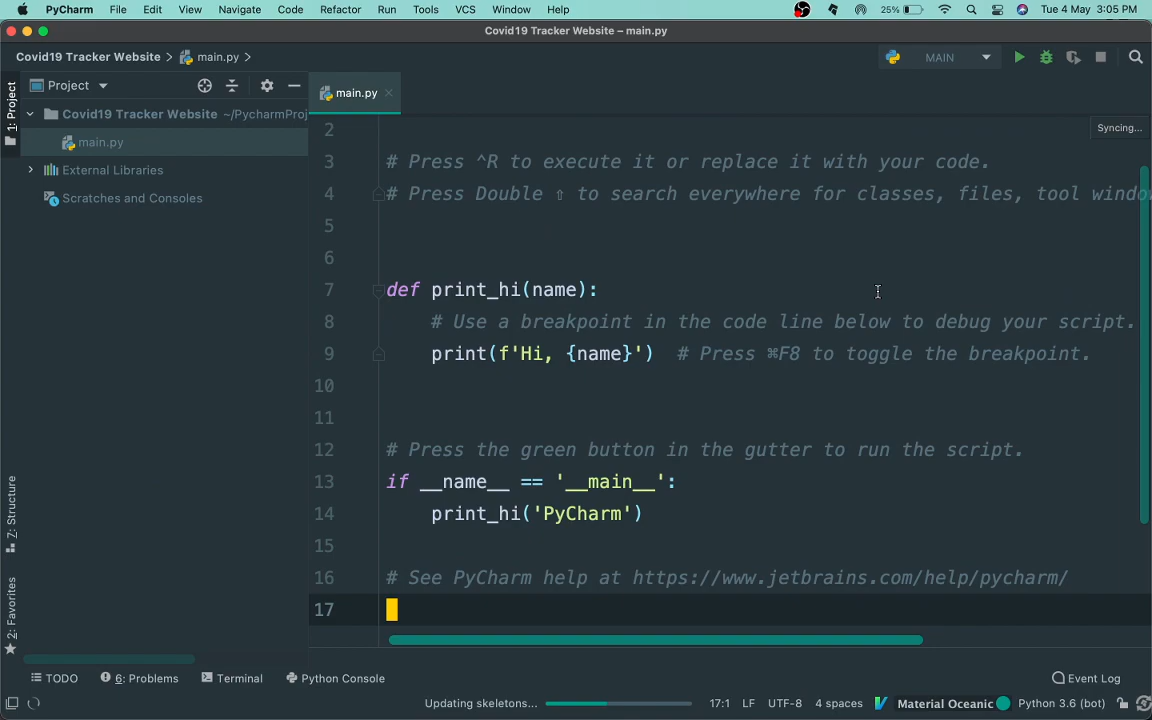 PyCharm File Edit View Navigate Code Refactor Run Tools VCS Window Help 25% Tue 4 May 3:05 PM
Covid19 Tracker Website – main.py
Covid19 Tracker Website > main.py > MAIN
1: Project
Project
main.py
Syncing...
Covid19 Tracker Website ~/PycharmProj
main.py
External Libraries
Scratches and Consoles
2
3 # Press ^R to execute it or replace it with your code.
4 # Press Double ⇧ to search everywhere for classes, files, tool windo
5
6
7 def print_hi(name):
8 # Use a breakpoint in the code line below to debug your script.
9 print(f'Hi, {name}') # Press ⌘F8 to toggle the breakpoint.
10
11
12 # Press the green button in the gutter to run the script.
13 if __name__ == '__main__':
14 print_hi('PyCharm')
15
16 # See PyCharm help at https://www.jetbrains.com/help/pycharm/
17
Z: Structure
2: Favorites
TODO 6: Problems Terminal Python Console Event Log
Updating skeletons... 17:1 LF UTF-8 4 spaces Material Oceanic Python 3.6 (bot)